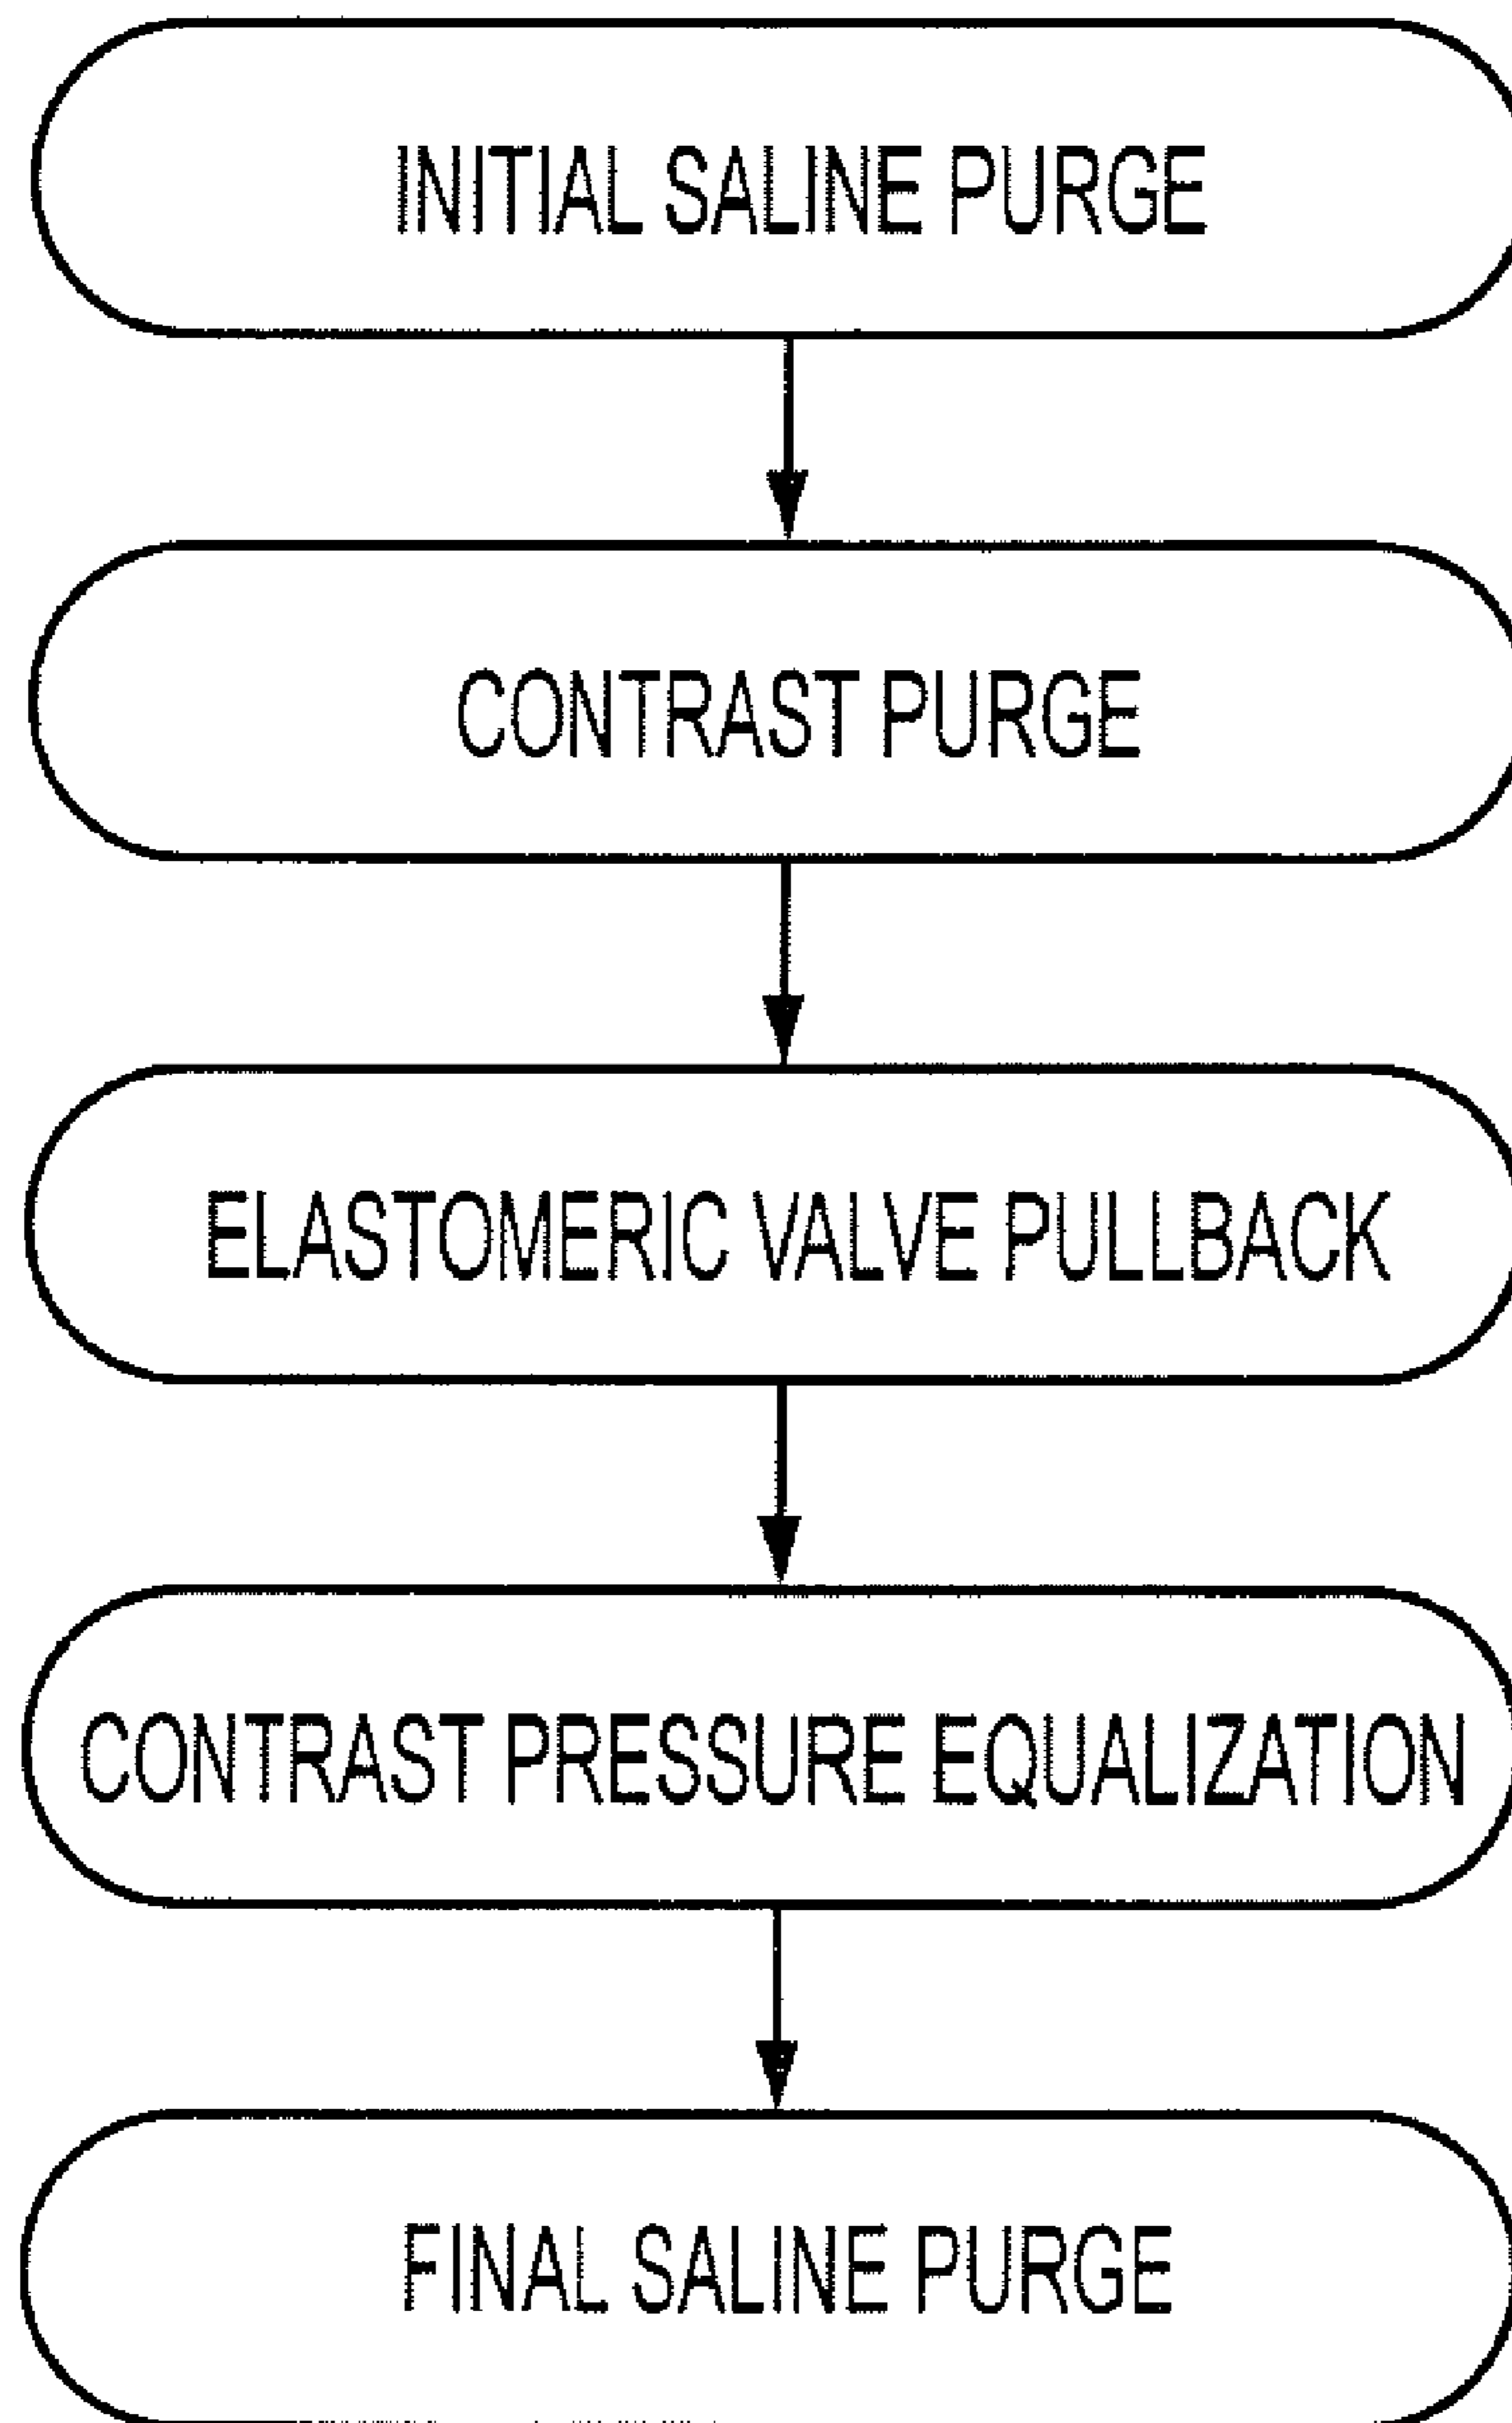 INITIAL SALINE PURGE
CONTRAST PURGE
ELASTOMERIC VALVE PULLBACK
CONTRAST PRESSURE EQUALIZATION
FINAL SALINE PURGE